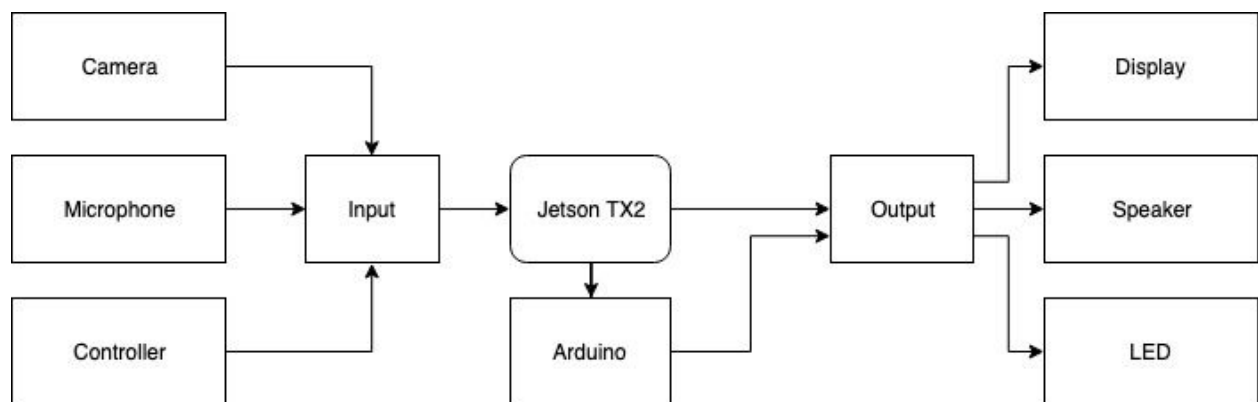 Camera
Display
Microphone
Input
Jetson TX2
Output
Speaker
Controller
Arduino
LED